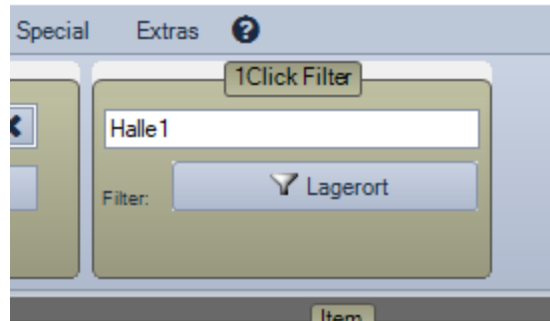 Special Extras ?
1Click Filter
Halle1
Filter: Lagerort
Item